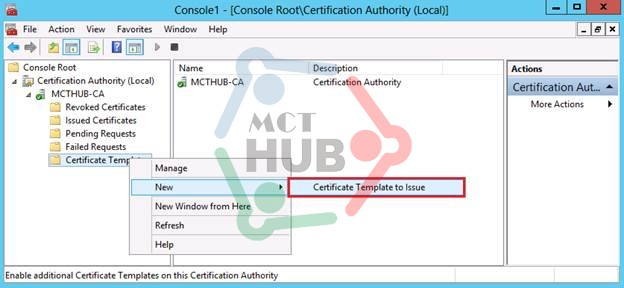 Console1 - [Console Root\Certification Authority (Local)]
File Action View Favorites Window Help
Console Root
Certification Authority (Local)
MCTHUB-CA
Revoked Certificates
Issued Certificates
Pending Requests
Failed Requests
Certificate Templ
Name Description
MCTHUB-CA Certification Authority
Actions
Certification Aut...
More Actions
MCT
HUB
Manage
New
Certificate Template to Issue
New Window from Here
Refresh
Help
Enable additional Certificate Templates on this Certification Authority